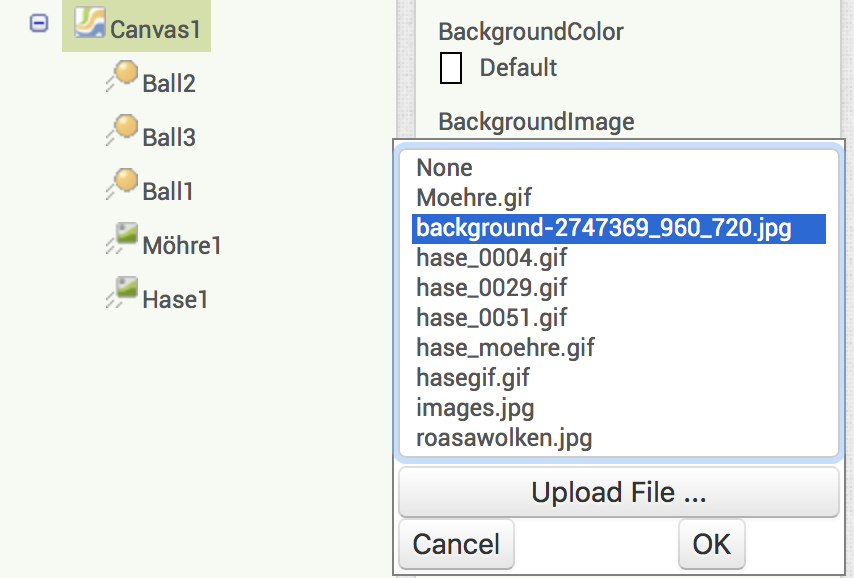 Canvas1
Ball2
Ball3
Ball1
Möhre1
Hase1
BackgroundColor
Default
BackgroundImage
None
Moehre.gif
background-2747369_960_720.jpg
hase_0004.gif
hase_0029.gif
hase_0051.gif
hase_moehre.gif
hasegif.gif
images.jpg
roasawolken.jpg
Upload File ...
Cancel
OK